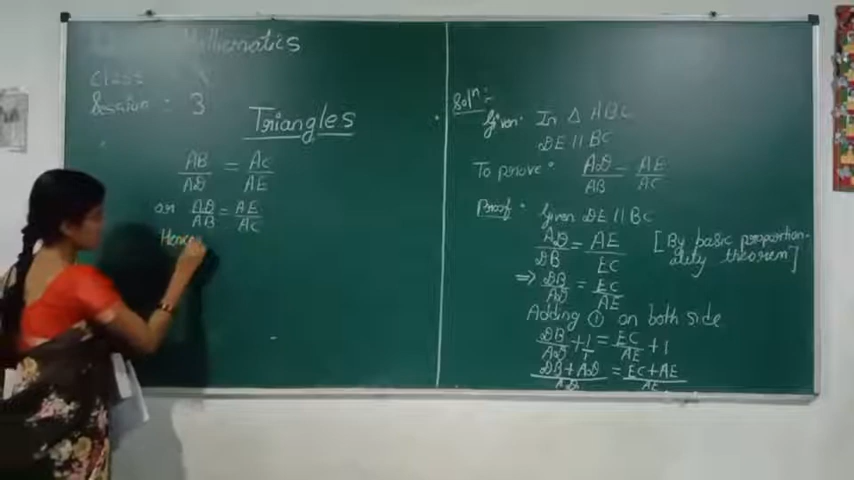 Mathematics
Class
Session : 3
Triangles
AB/AD = AC/AE
or AD/AB = AE/AC
Hence
Solⁿ:-
Given: In △ ABC
DE || BC
To prove: AD/AB = AE/AC
Proof: Given DE || BC
AD/DB = AE/EC [By basic proportion-
ality theorem]
⇒ DB/AD = EC/AE
Adding ① on both side
DB/AD + 1/1 = EC/AE + 1
DB+AD/AD = EC+AE/AE